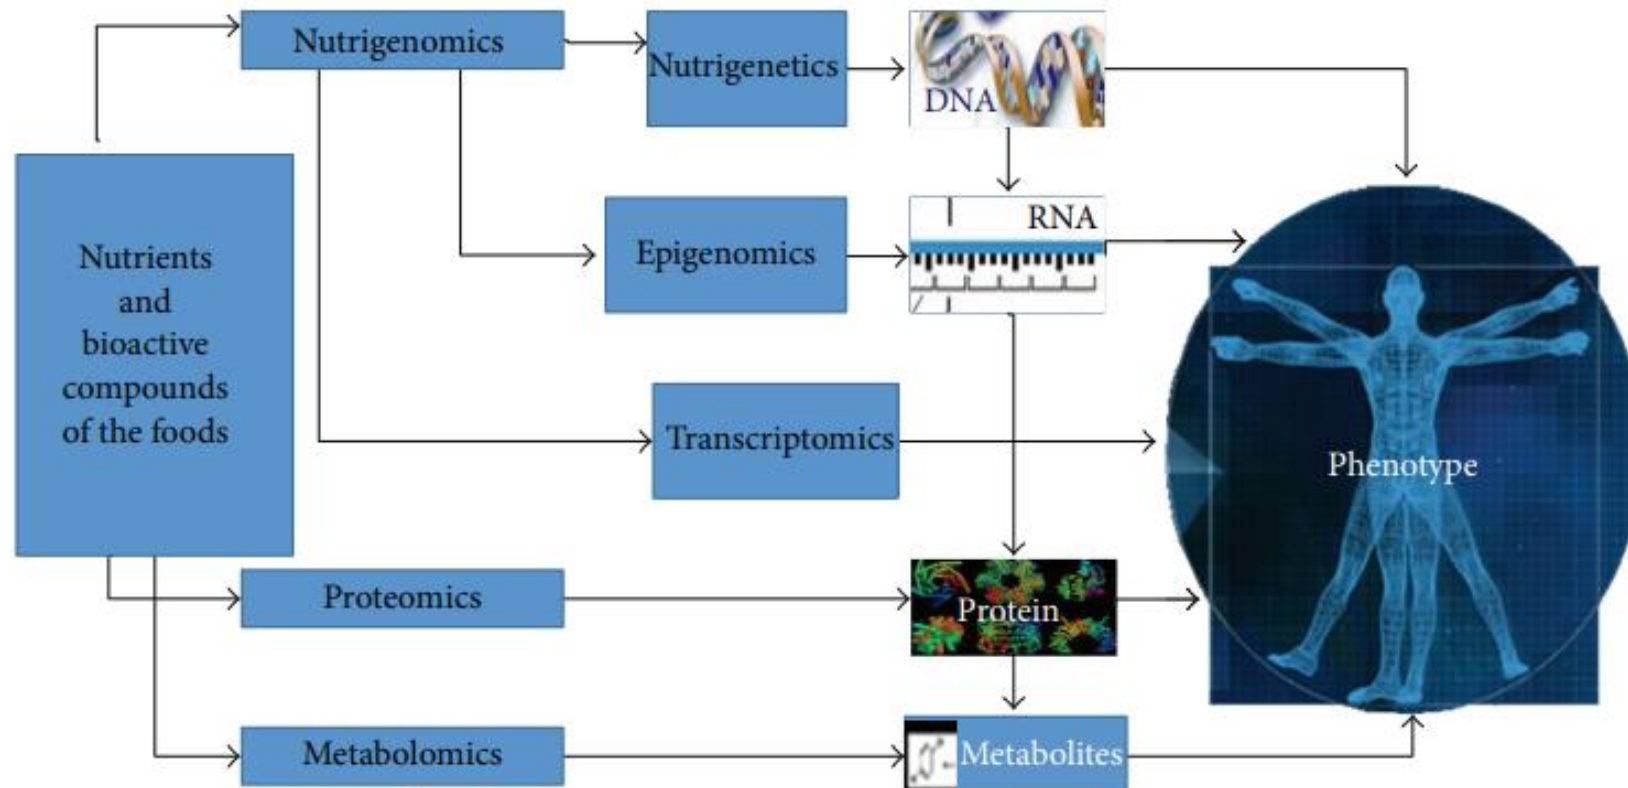 Nutrigenomics
Nutrigenetics
DNA
Nutrients
and
bioactive
compounds
of the foods
RNA
Epigenomics
Transcriptomics
Phenotype
Proteomics
Protein
Metabolomics
Metabolites